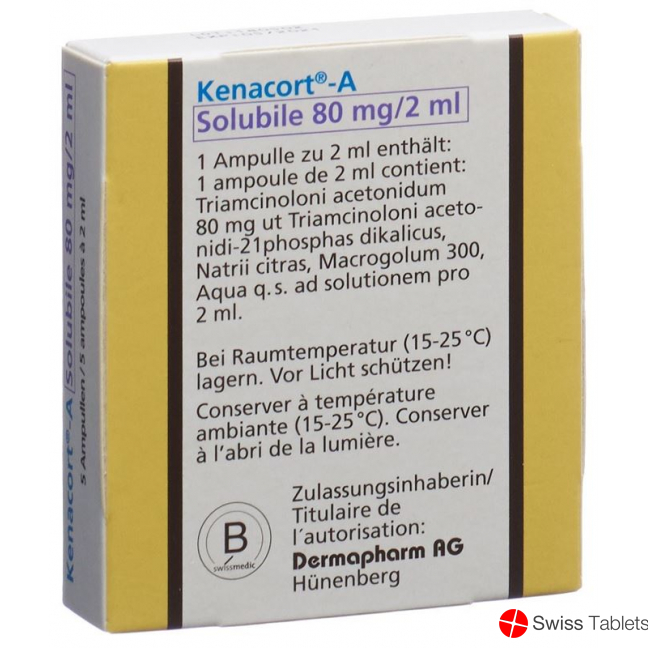 Kenacort®-A
Solubile 80 mg/2 ml
1 Ampulle zu 2 ml enthält:
1 ampoule de 2 ml contient:
Triamcinoloni acetonidum
80 mg ut Triamcinoloni aceto-
nidi-21phosphas dikalicus,
Natrii citras, Macrogolum 300,
Aqua q.s. ad solutionem pro
2 ml.
Bei Raumtemperatur (15-25 °C)
lagern. Vor Licht schützen!
Conserver à température
ambiante (15-25 °C). Conserver
à l'abri de la lumière.
Zulassungsinhaberin/
Titulaire de
l´autorisation:
Dermapharm AG
Hünenberg
B
swissmedic
Kenacort®-A Solubile 80 mg/2 ml
5 Ampullen/5 ampoules à 2 ml
Swiss Tablets